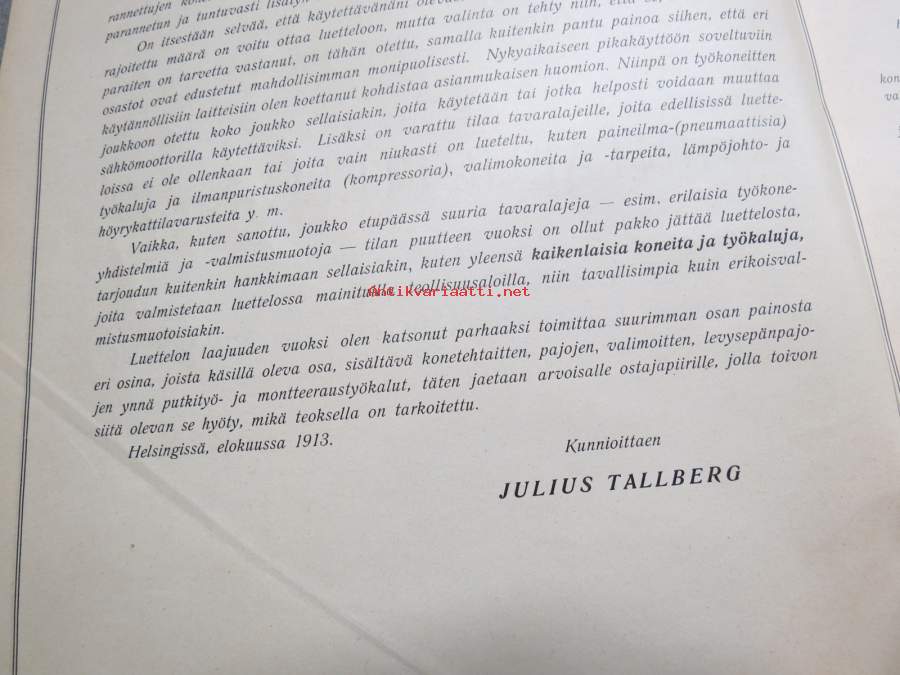 rannettujen
parannetun ja tuntuvasti
On itsestään selvää, että käytettävänäni
rajoitettu määrä on voitu ottaa luetteloon, mutta valinta on tehty niin, että
paraiten on tarvetta vastanut, on tähän otettu, samalla kuitenkin pantu painoa siihen, että eri
osastot ovat edustetut mahdollisimman monipuolisesti. Nykyaikaiseen pikakäyttöön soveltuviin
käytännöllisiin laitteisiin olen koettanut kohdistaa asianmukaisen huomion. Niinpä on työkoneitten
joukkoon otettu koko joukko sellaisiakin, joita käytetään tai jotka helposti voidaan muuttaa
sähkömoottorilla käytettäviksi. Lisäksi on varattu tilaa tavaralajeille, joita edellisissä luette-
loissa ei ole ollenkaan tai joita vain niukasti on lueteltu, kuten paineilma-(pneumaattisia)
työkaluja ja ilmanpuristuskoneita (kompressoria), valimokoneita ja -tarpeita, lämpöjohto- ja
höyrykattilavarusteita y. m.
Vaikka, kuten sanottu, joukko etupäässä suuria tavaralajeja — esim. erilaisia työkone-
yhdistelmiä ja -valmistusmuotoja — tilan puutteen vuoksi on ollut pakko jättää luettelosta,
tarjoudun kuitenkin hankkimaan sellaisiakin, kuten yleensä kaikenlaisia koneita ja työkaluja,
joita valmistetaan luettelossa mainituilla teollisuusaloilla, niin tavallisimpia kuin erikoisval-
mistusmuotoisiakin.
Antikvariaatti.net
Luettelon laajuuden vuoksi olen katsonut parhaaksi toimittaa suurimman osan painosta
eri osina, joista käsillä oleva osa, sisältävä konetehtaitten, pajojen, valimoitten, levysepänpajo-
jen ynnä putkityö- ja montteeraustyökalut, täten jaetaan arvoisalle ostajapiirille, jolla toivon
siitä olevan se hyöty, mikä teoksella on tarkoitettu.
Helsingissä, elokuussa 1913.
Kunnioittaen
JULIUS TALLBERG
kon
va